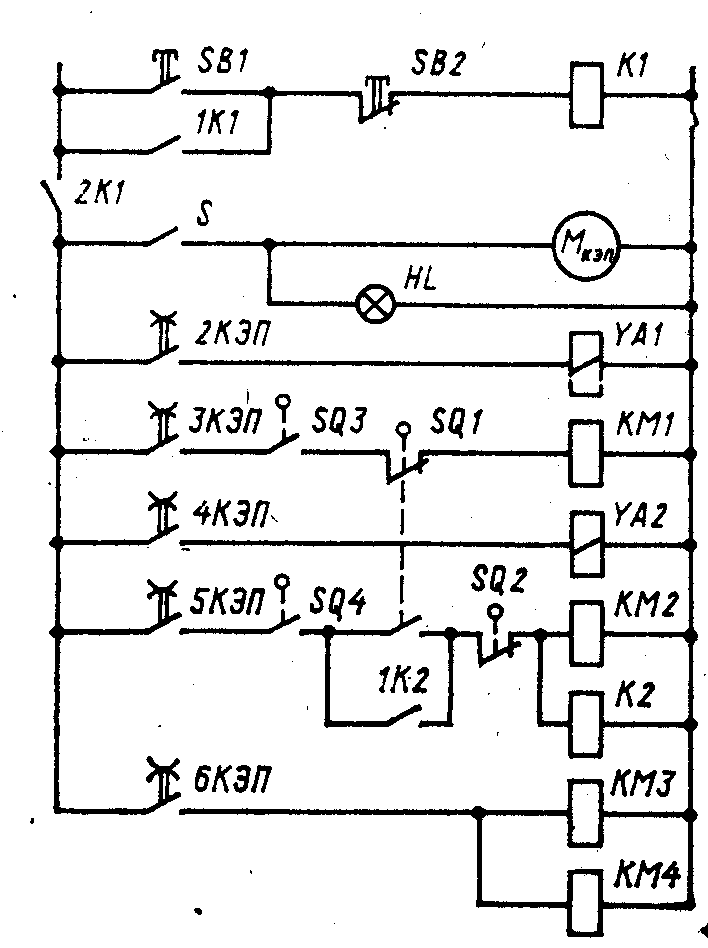 SB1 SB2 K1
1K1
2K1
S
Mкэп
HL
2КЭП YA1
3КЭП SQ3 SQ1 KM1
4КЭП YA2
5КЭП SQ4 SQ2 KM2
1K2 K2
6КЭП KM3
KM4